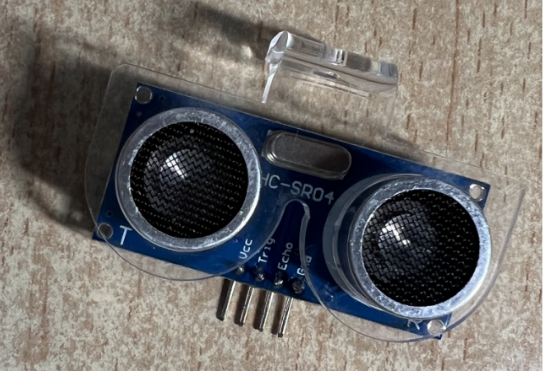 HC-SR04
T
Vcc
Trig
Echo
Gnd
R